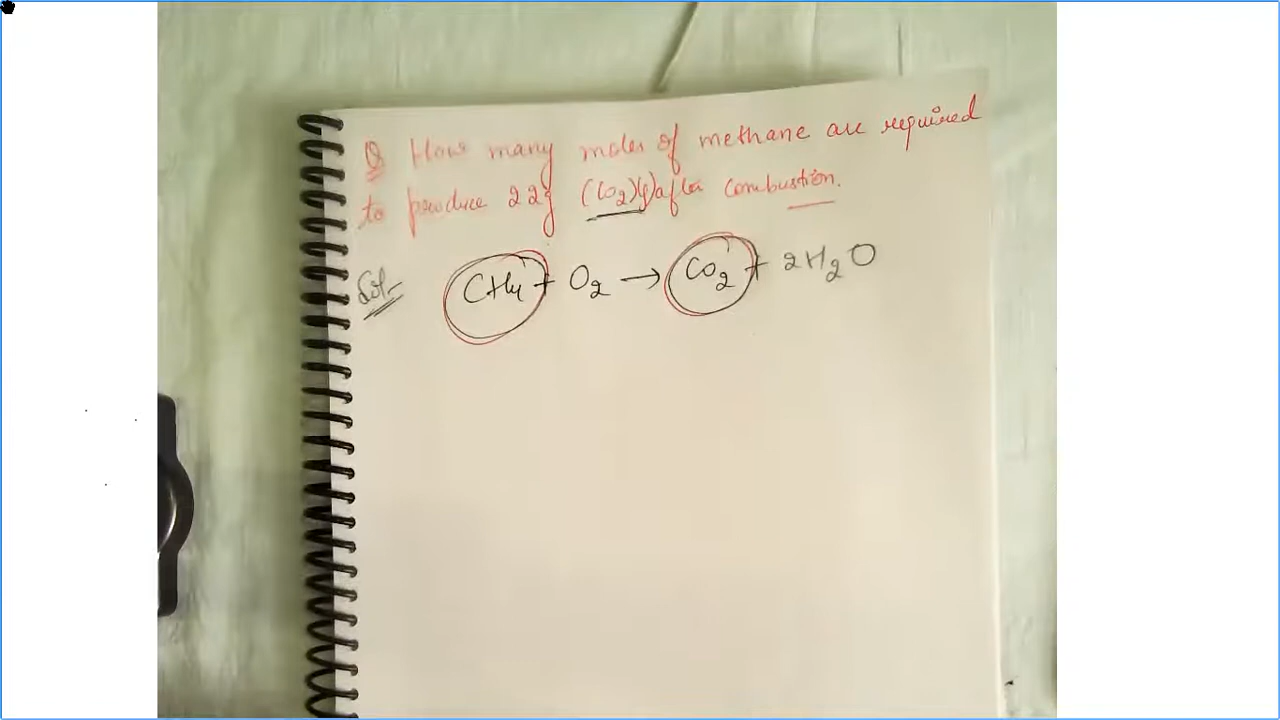 Q How many moles of methane are required
to produce 22g (CO2)(g) after combustion.
Sol- CH4 + O2 → CO2 + 2H2O